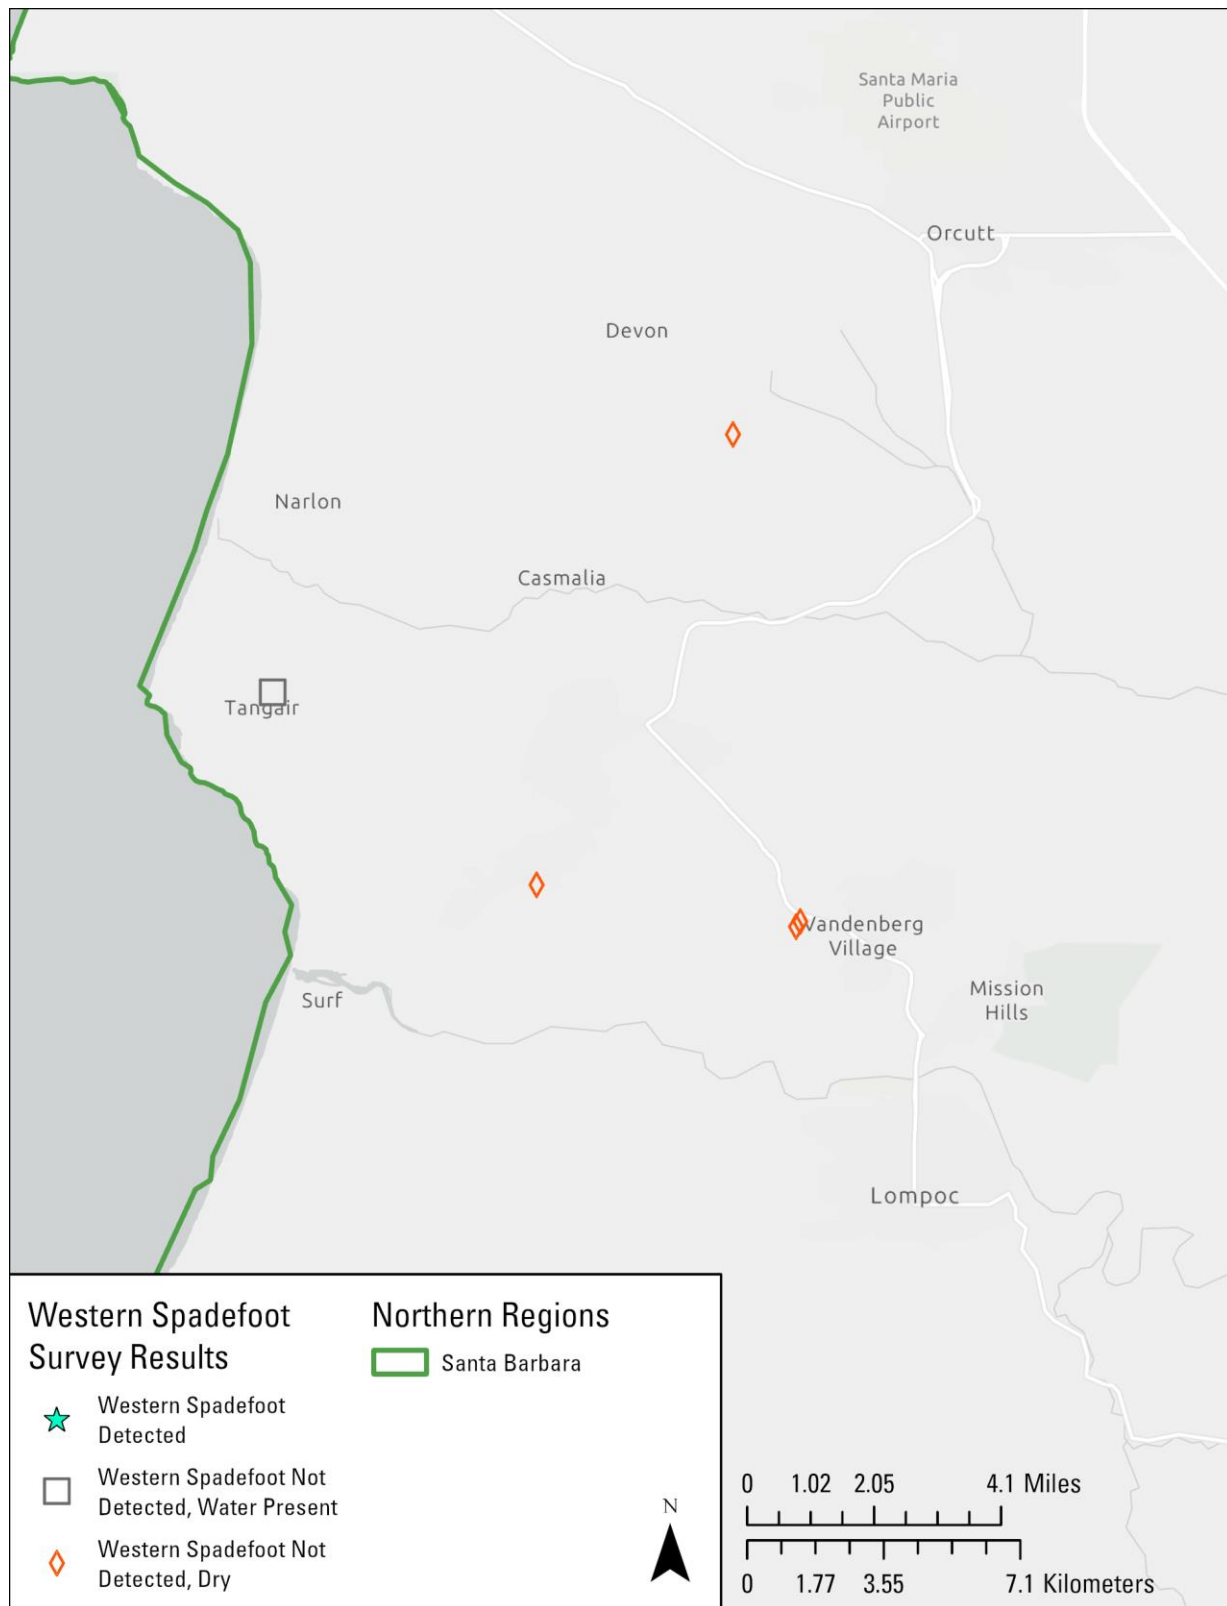 Santa Maria
Public
Airport
Orcutt
Devon
Narlon
Casmalia
Tangair
Vandenberg
Village
Mission
Hills
Surf
Lompoc
Western Spadefoot
Survey Results
Western Spadefoot
Detected
Western Spadefoot Not
Detected, Water Present
Western Spadefoot Not
Detected, Dry
Northern Regions
Santa Barbara
N
0 1.02 2.05 4.1 Miles
0 1.77 3.55 7.1 Kilometers